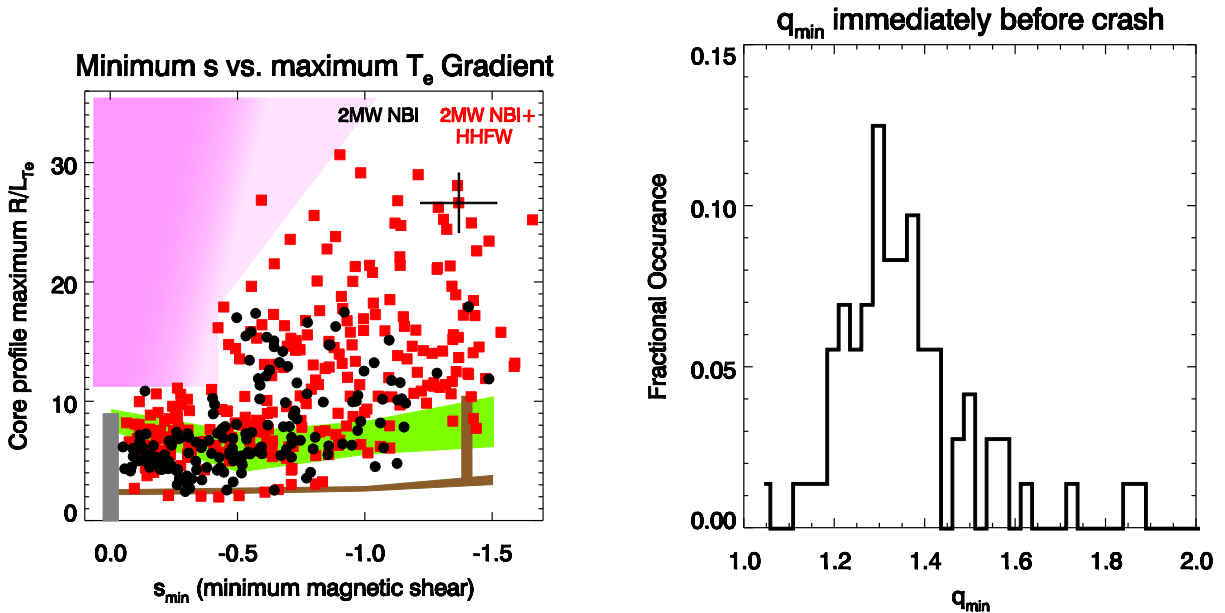 Minimum s vs. maximum Te Gradient
2MW NBI
2MW NBI+
HHFW
Core profile maximum R/LTe
30
20
10
0
0.0 -0.5 -1.0 -1.5
smin (minimum magnetic shear)
qmin immediately before crash
Fractional Occurance
0.15
0.10
0.05
0.00
1.0 1.2 1.4 1.6 1.8 2.0
qmin